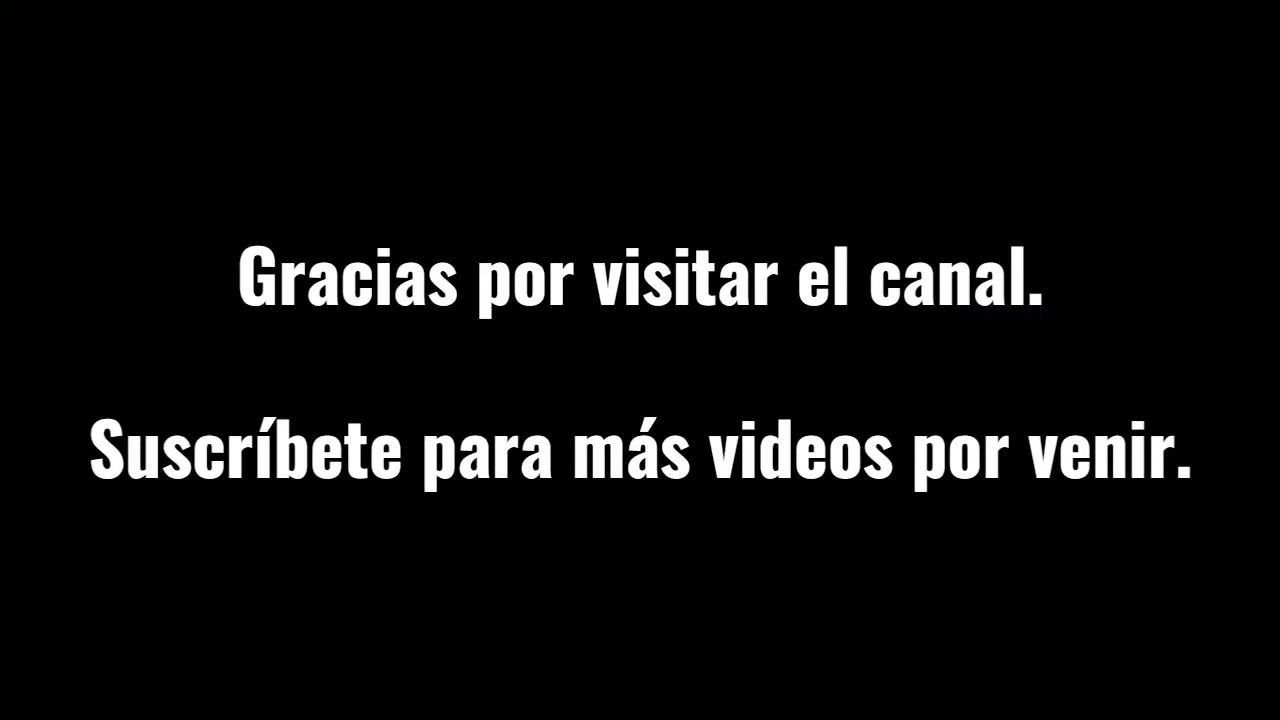 Gracias por visitar el canal.
Suscríbete para más videos por venir.